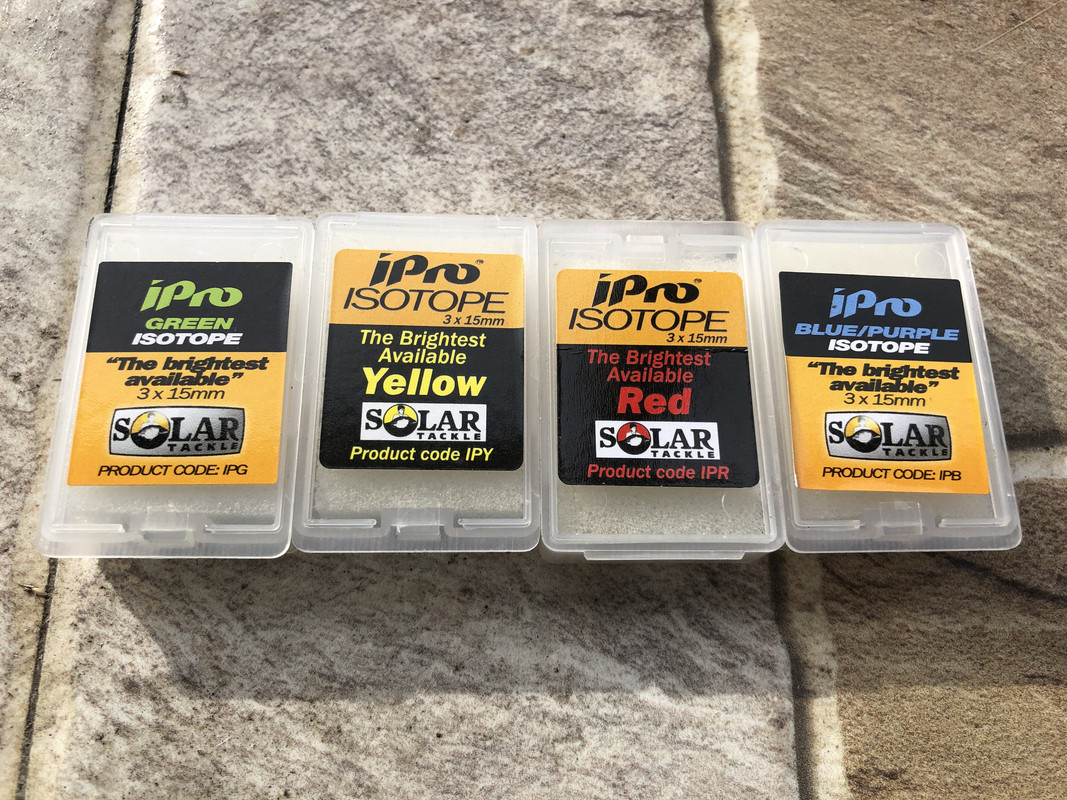 iPro
GREEN
ISOTOPE
"The brightest
available"
3 x 15mm
SOLAR
TACKLE
PRODUCT CODE: IPG
iPro™
ISOTOPE
3 x 15mm
The Brightest
Available
Yellow
SOLAR
TACKLE
Product code IPY
iPro
ISOTOPE
3 x 15mm
The Brightest
Available
Red
SOLAR
TACKLE
Product code IPR
iPro
BLUE/PURPLE
ISOTOPE
"The brightest
available"
3 x 15mm
SOLAR
TACKLE
PRODUCT CODE: IPB